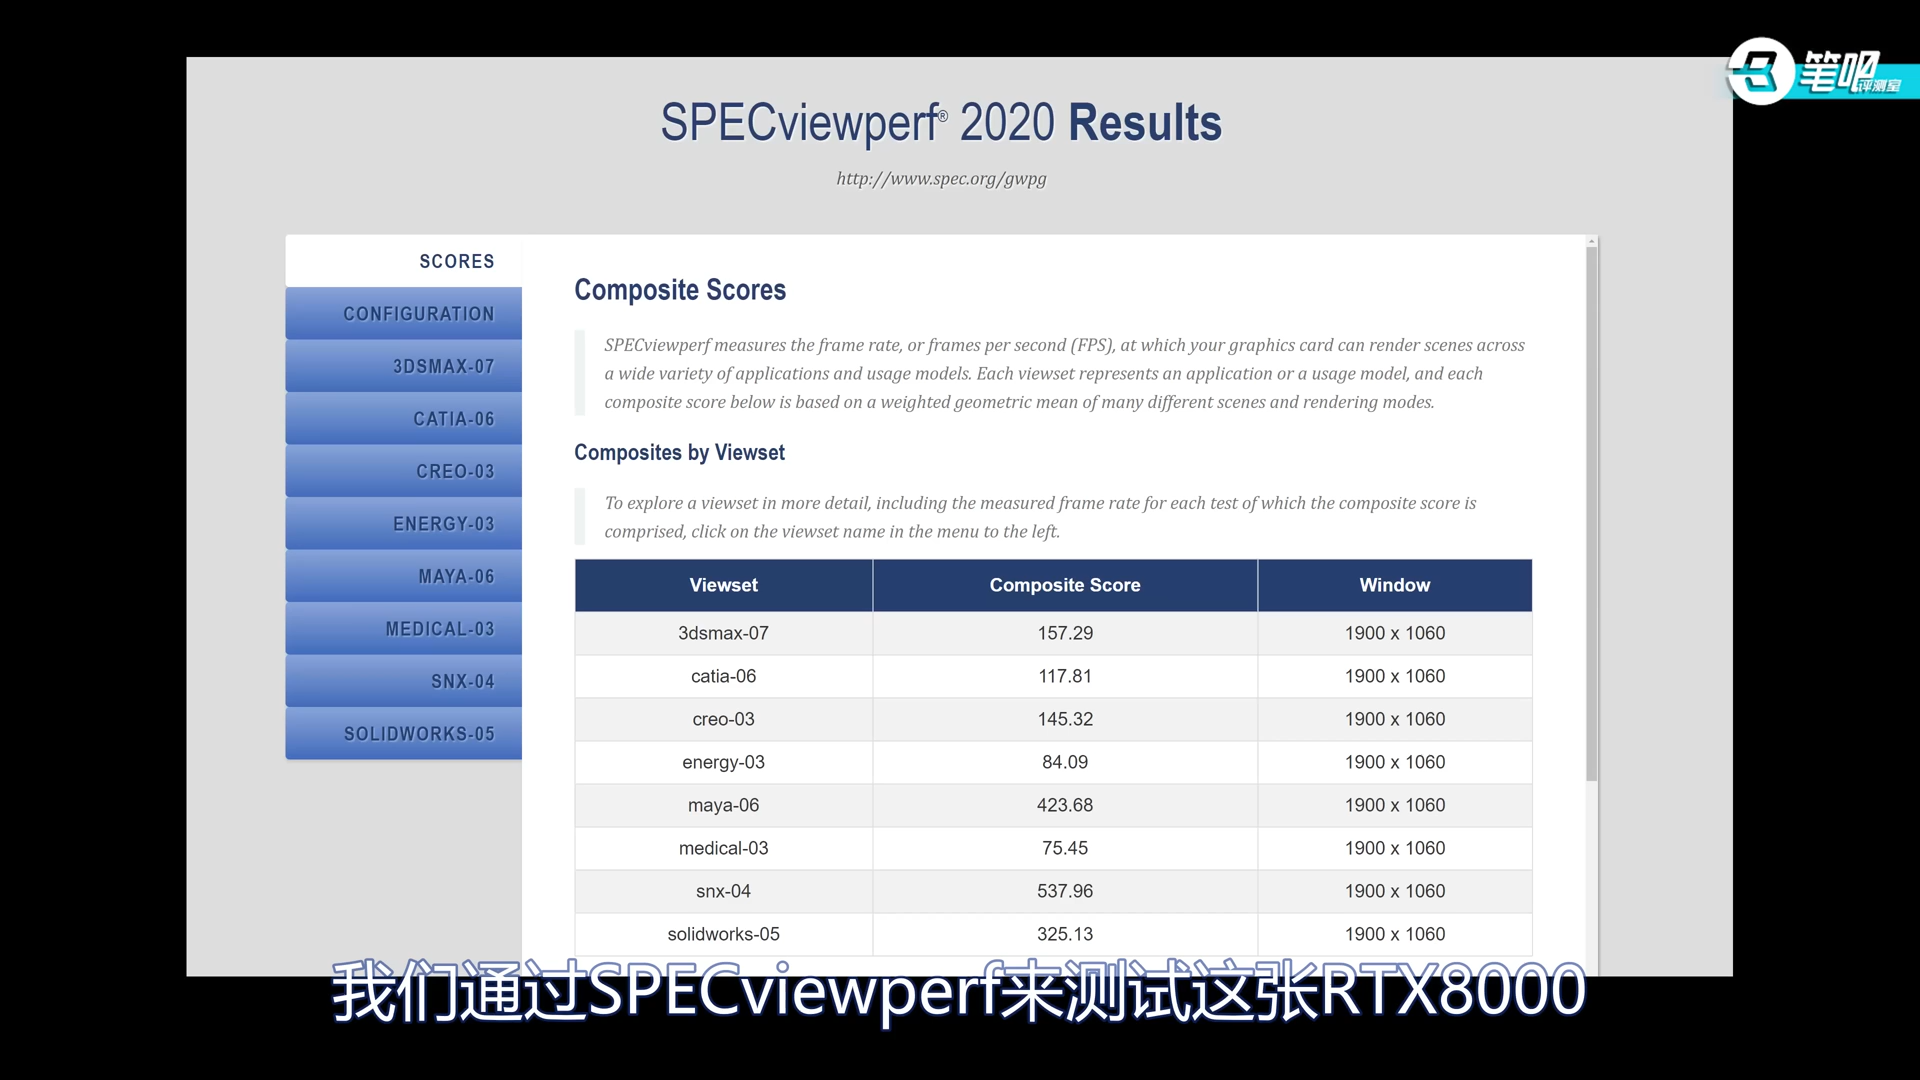 笔吧
评测室
SPECviewperf® 2020 Results
http://www.spec.org/gwpg
SCORES
CONFIGURATION
3DSMAX-07
CATIA-06
CREO-03
ENERGY-03
MAYA-06
MEDICAL-03
SNX-04
SOLIDWORKS-05
Composite Scores
SPECviewperf measures the frame rate, or frames per second (FPS), at which your graphics card can render scenes across
a wide variety of applications and usage models. Each viewset represents an application or a usage model, and each
composite score below is based on a weighted geometric mean of many different scenes and rendering modes.
Composites by Viewset
To explore a viewset in more detail, including the measured frame rate for each test of which the composite score is
comprised, click on the viewset name in the menu to the left.
Viewset Composite Score Window
3dsmax-07 157.29 1900 x 1060
catia-06 117.81 1900 x 1060
creo-03 145.32 1900 x 1060
energy-03 84.09 1900 x 1060
maya-06 423.68 1900 x 1060
medical-03 75.45 1900 x 1060
snx-04 537.96 1900 x 1060
solidworks-05 325.13 1900 x 1060
我们通过SPECviewperf来测试这张RTX8000